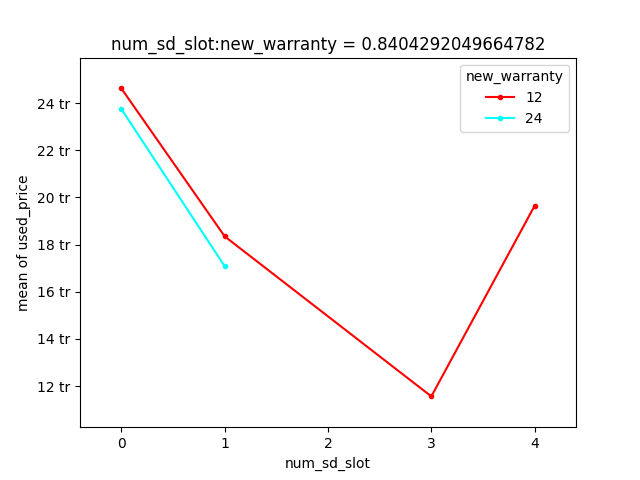 num_sd_slot:new_warranty = 0.8404292049664782
new_warranty
12
24
24 tr
22 tr
20 tr
18 tr
16 tr
14 tr
12 tr
mean of used_price
0 1 2 3 4
num_sd_slot